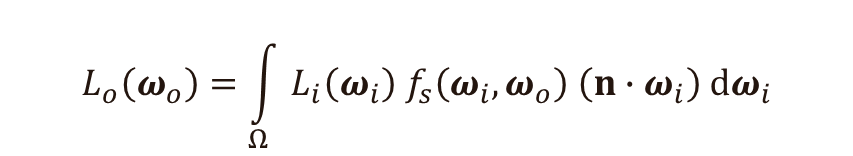 L_o(ω_o) = ∫_Ω L_i(ω_i) f_s(ω_i, ω_o) (n · ω_i) dω_i